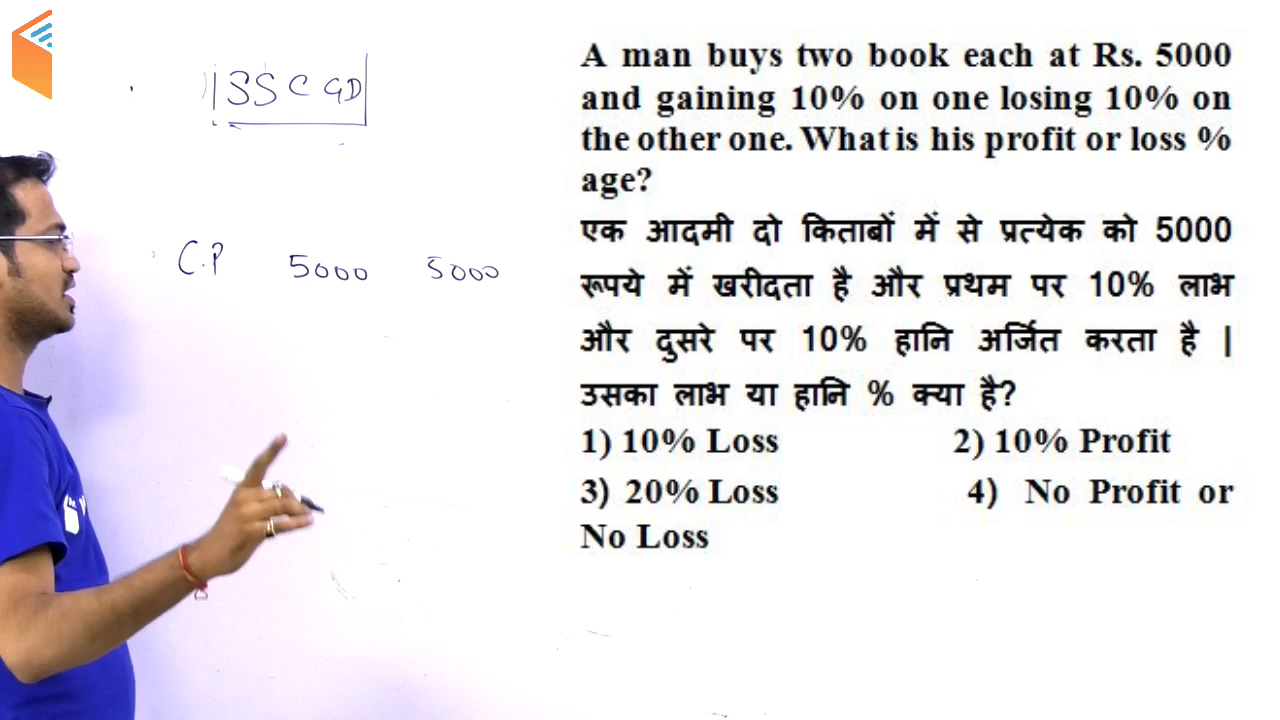 SSC GD
C.P 5000 5000
A man buys two book each at Rs. 5000
and gaining 10% on one losing 10% on
the other one. What is his profit or loss %
age?
एक आदमी दो किताबों में से प्रत्येक को 5000
रूपये में खरीदता है और प्रथम पर 10% लाभ
और दुसरे पर 10% हानि अर्जित करता है |
उसका लाभ या हानि % क्या है?
1) 10% Loss 2) 10% Profit
3) 20% Loss 4) No Profit or
No Loss